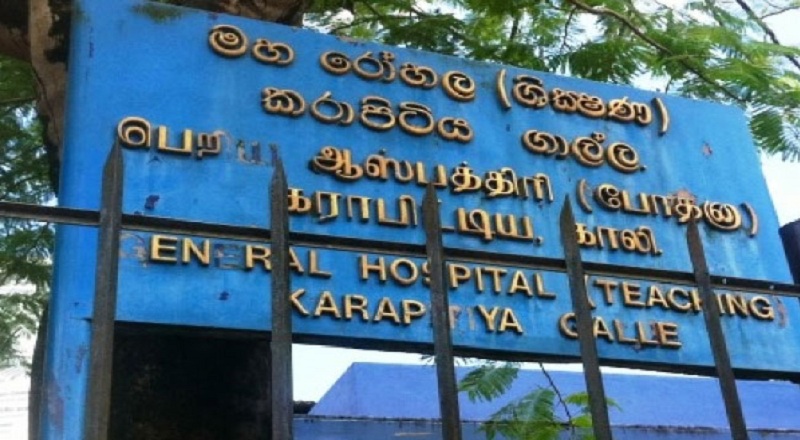 මහ රෝහල (ශික්ෂණ)
කරාපිටිය ගාල්ල.
பெரிய ஆஸ்பத்திரி (போதனா)
கராபிட்டிய, காலி.
GENERAL HOSPITAL (TEACHING)
KARAPITIYA GALLE